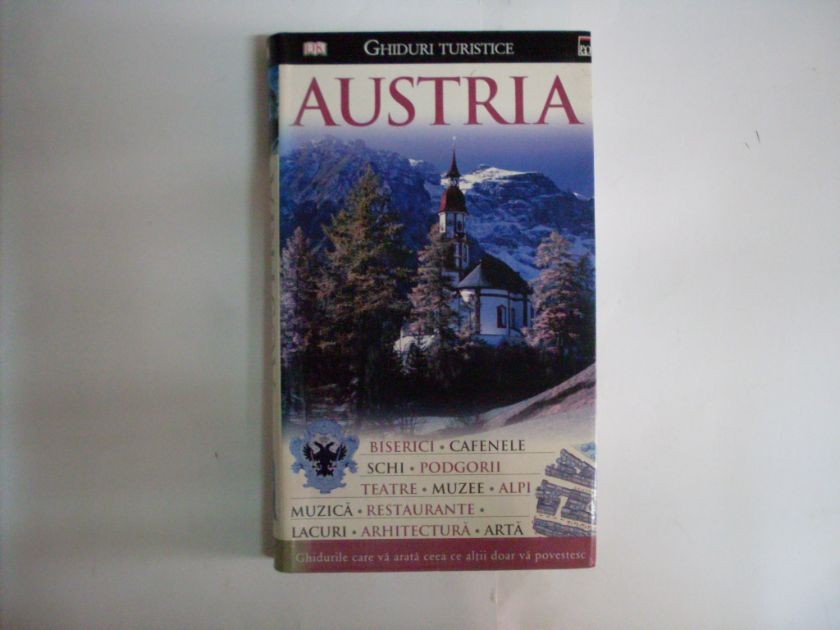 DK GHIDURI TURISTICE
AUSTRIA
BISERICI • CAFENELE
SCHI • PODGORII
TEATRE • MUZEE • ALPI
MUZICĂ • RESTAURANTE •
LACURI • ARHITECTURĂ • ARTĂ
Ghidurile care vă arată ceea ce alții doar vă povestesc